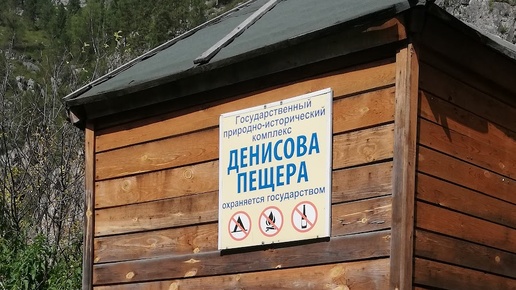 Государственный
природно-исторический
комплекс
ДЕНИСОВА
ПЕЩЕРА
охраняется государством